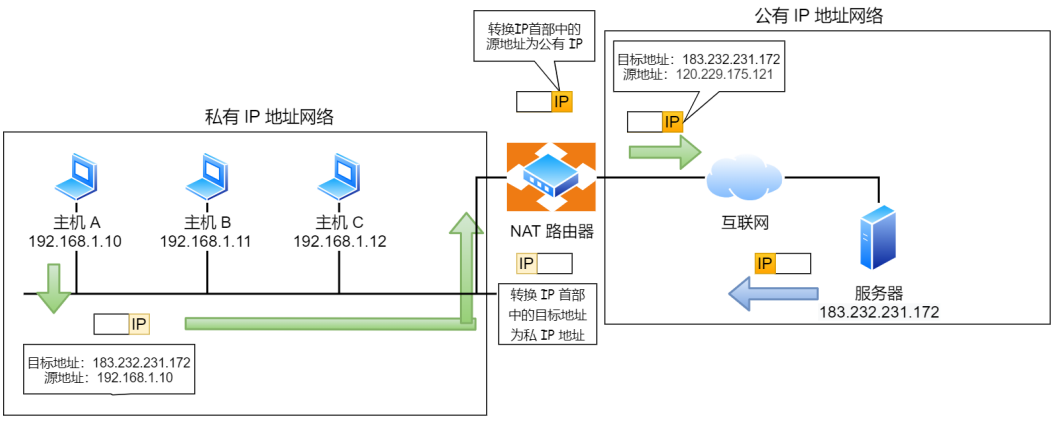 公有 IP 地址网络
转换IP首部中的
源地址为公有 IP
目标地址：183.232.231.172
源地址：120.229.175.121
IP
IP
私有 IP 地址网络
主机 A
192.168.1.10
主机 B
192.168.1.11
主机 C
192.168.1.12
NAT 路由器
互联网
IP
IP
服务器
183.232.231.172
转换 IP 首部
中的目标地址
为私 IP 地址
IP
目标地址：183.232.231.172
源地址：192.168.1.10